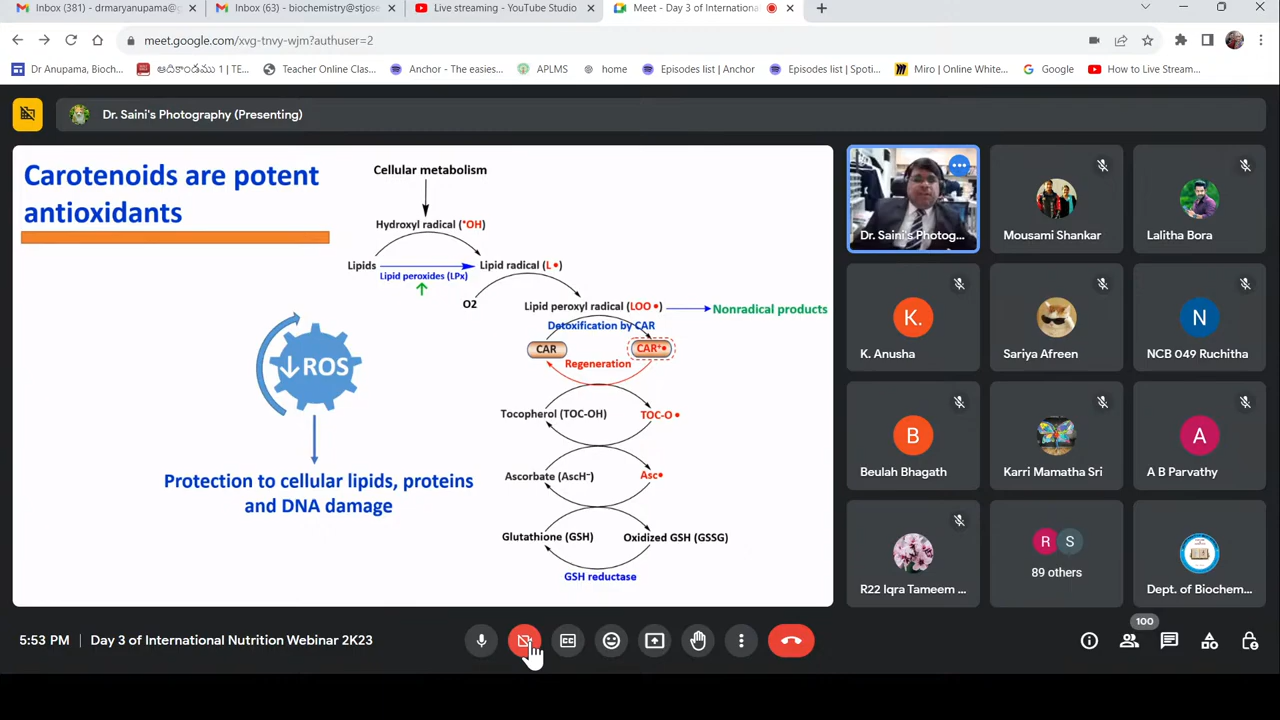 Inbox (381) - drmaryanupama@g
Inbox (63) - biochemistry@stjose
Live streaming - YouTube Studio
Meet - Day 3 of International
meet.google.com/xvg-tnvy-wjm?authuser=2
Dr Anupama, Bioch...
ఆదికాండము 1 | TE...
Teacher Online Clas...
Anchor - The easies...
APLMS
home
Episodes list | Anchor
Episodes list | Spoti...
Miro | Online White...
Google
How to Live Stream...
Dr. Saini's Photography (Presenting)
Carotenoids are potent
antioxidants
Cellular metabolism
Hydroxyl radical (•OH)
Lipids
Lipid peroxides (LPx)
Lipid radical (L •)
O2
Lipid peroxyl radical (LOO •)
Nonradical products
Detoxification by CAR
CAR
CAR+•
Regeneration
Tocopherol (TOC-OH)
TOC-O •
Ascorbate (AscH−)
Asc•
Glutathione (GSH)
Oxidized GSH (GSSG)
GSH reductase
↓ROS
Protection to cellular lipids, proteins
and DNA damage
Dr. Saini's Photog...
Mousami Shankar
Lalitha Bora
K.
K. Anusha
Sariya Afreen
N
NCB 049 Ruchitha
B
Beulah Bhagath
Karri Mamatha Sri
A
A B Parvathy
R22 Iqra Tameem ...
R
S
89 others
Dept. of Biochem...
5:53 PM
Day 3 of International Nutrition Webinar 2K23
100